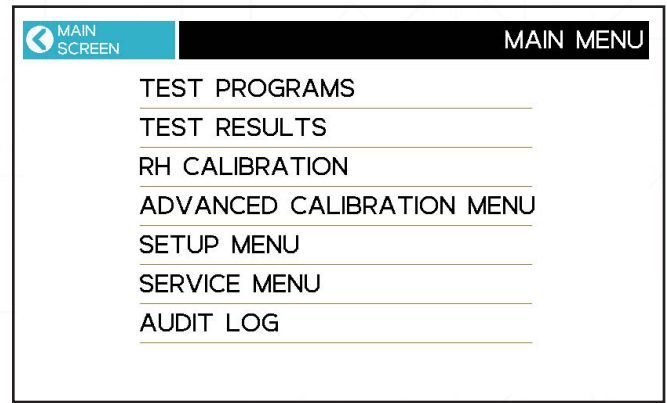 MAIN
SCREEN
MAIN MENU
TEST PROGRAMS
TEST RESULTS
RH CALIBRATION
ADVANCED CALIBRATION MENU
SETUP MENU
SERVICE MENU
AUDIT LOG